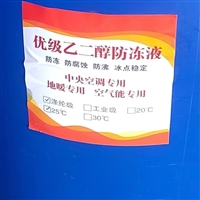 优级乙二醇防冻液
防冻 防腐蚀 防沸 冰点稳定
中央空调专用
地暖专用 空气能专用
☑涤纶级 □工业级 □20℃
☑25℃ □30℃